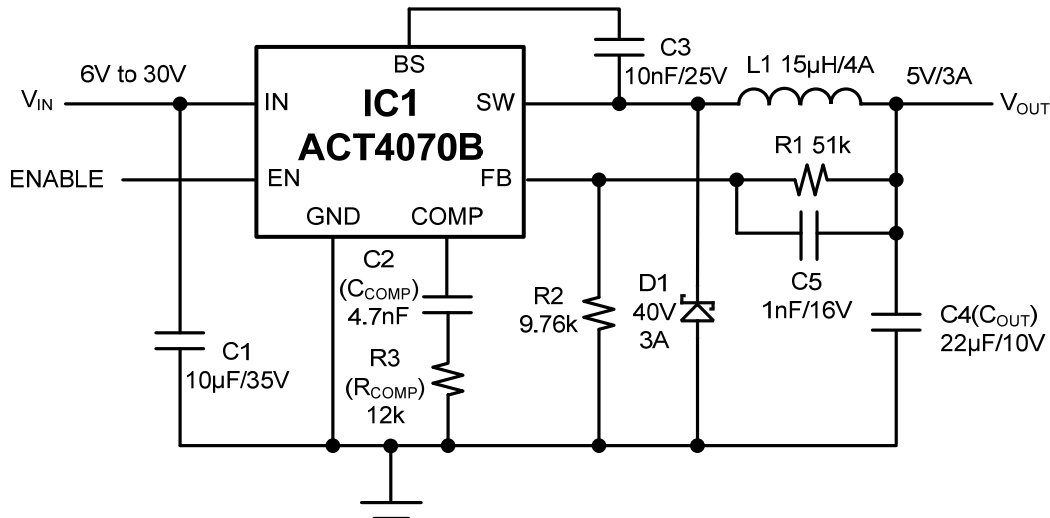 6V to 30V
V_IN
ENABLE
IN
EN
BS
IC1
ACT4070B
SW
FB
GND
COMP
C3
10nF/25V
L1 15µH/4A
5V/3A
V_OUT
R1 51k
C5
1nF/16V
C2
(C_COMP)
4.7nF
R3
(R_COMP)
12k
C1
10µF/35V
R2
9.76k
D1
40V
3A
C4(C_OUT)
22µF/10V